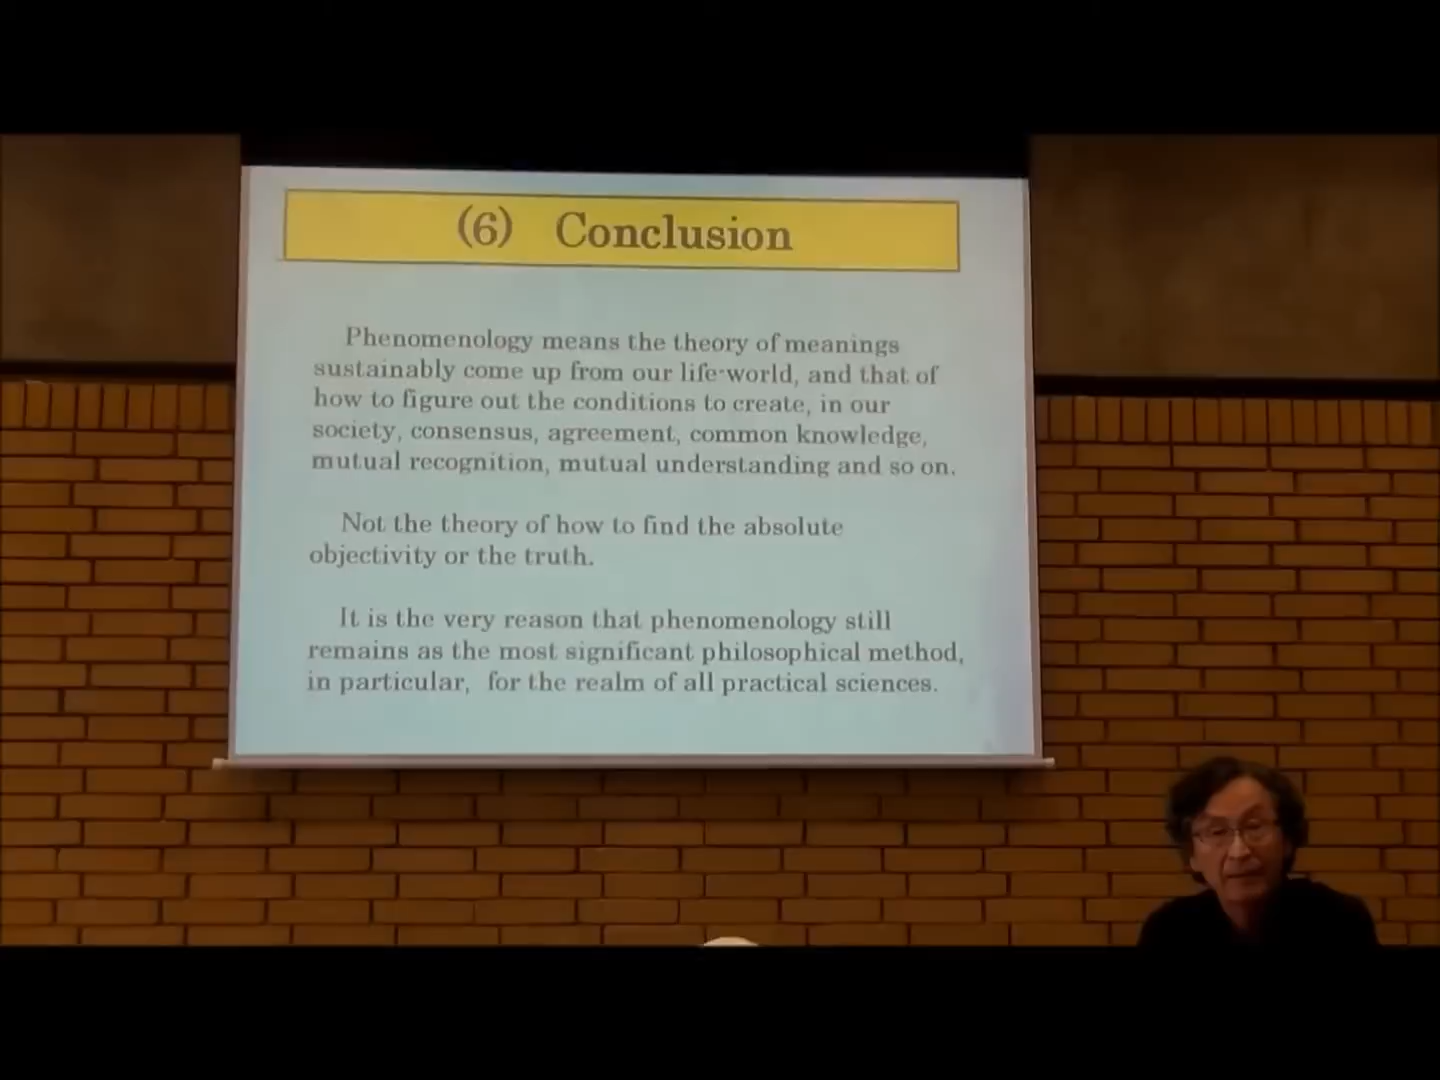 (6) Conclusion
Phenomenology means the theory of meanings
sustainably come up from our life-world, and that of
how to figure out the conditions to create, in our
society, consensus, agreement, common knowledge,
mutual recognition, mutual understanding and so on.
Not the theory of how to find the absolute
objectivity or the truth.
It is the very reason that phenomenology still
remains as the most significant philosophical method,
in particular, for the realm of all practical sciences.